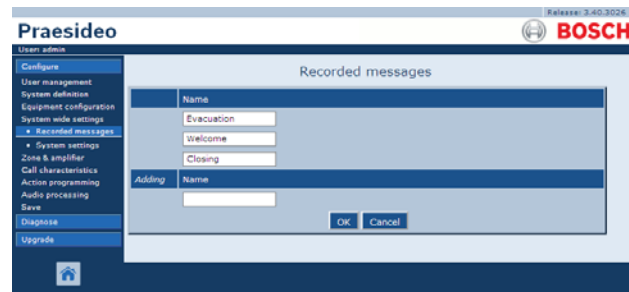 Release: 3.40.3026
Praesideo
BOSCH
User: admin
Configure
User management
System definition
Equipment configuration
System wide settings
Recorded messages
System settings
Zone & amplifier
Call characteristics
Action programming
Audio processing
Save
Diagnose
Upgrade
Recorded messages
Name
Evacuation
Welcome
Closing
Adding Name
OK Cancel